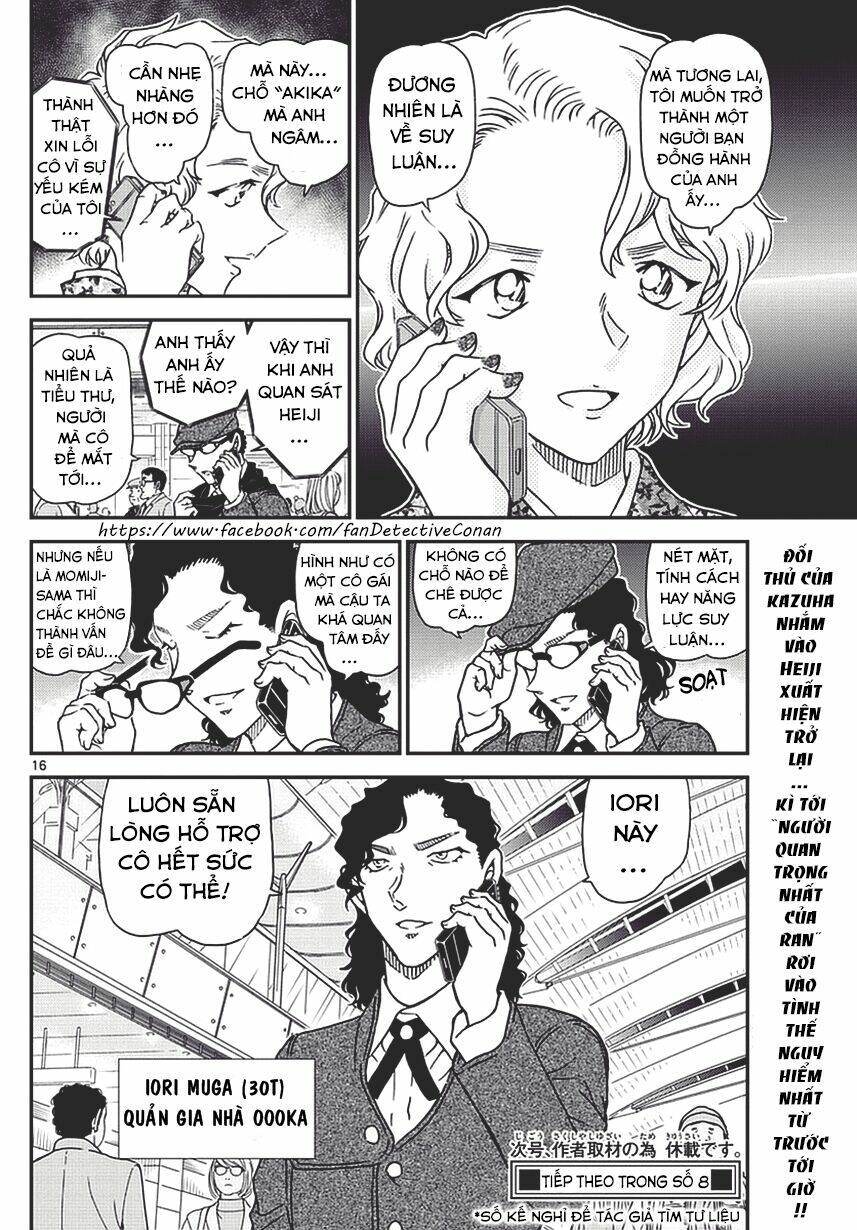 MÀ TƯƠNG LAI,
TÔI MUỐN TRỞ
THÀNH MỘT
NGƯỜI BẠN
ĐỒNG HÀNH
CỦA ANH
ẤY...
ĐƯƠNG
NHIÊN LÀ
VỀ SUY
LUẬN...
MÀ NÀY...
CHỖ "AKIKA"
MÀ ANH
NGÂM...
CẦN NHẸ
NHÀNG
HƠN ĐÓ
...
THÀNH
THẬT
XIN LỖI
CÔ VÌ SỰ
YẾU KÉM
CỦA TÔI
...
VẬY THÌ
KHI ANH
QUAN SÁT
HEIJI
...
ANH THẤY
ANH ẤY
THẾ NÀO?
QUẢ
NHIÊN LÀ
TIỂU THƯ,
NGƯỜI
MÀ CÔ
ĐỂ MẮT
TỚI...
https://www.facebook.com/fanDetectiveConan
NÉT MẶT,
TÍNH CÁCH
HAY NĂNG
LỰC SUY
LUẬN...
KHÔNG CÓ
CHỖ NÀO ĐỂ
CHÊ ĐƯỢC
CẢ...
SOẠT
HÌNH NHƯ CÓ
MỘT CÔ GÁI
MÀ CẬU TA
KHÁ QUAN
TÂM ĐẤY
NHƯNG NẾU
LÀ MOMIJI-
SAMA THÌ
CHẮC KHÔNG
THÀNH VẤN
ĐỀ GÌ ĐÂU...
16
IORI
NÀY
...
LUÔN SẴN
LÒNG HỖ TRỢ
CÔ HẾT SỨC
CÓ THỂ!
IORI MUGA (30T)
QUẢN GIA NHÀ OOOKA
次号、作者取材の為 休載です。
TIẾP THEO TRONG SỐ 8
*SỐ KẾ NGHỈ ĐỂ TÁC GIẢ TÌM TƯ LIỆU
ĐỐI
THỦ CỦA
KAZUHA
NHẮM
VÀO
HEIJI
XUẤT
HIỆN
TRỞ
LẠI
...
KÌ TỚI
"NGƯỜI
QUAN
TRỌNG
NHẤT
CỦA
RAN"
RƠI
VÀO
TÌNH
THẾ
NGUY
HIỂM
NHẤT
TỪ
TRƯỚC
TỚI
GIỜ
!!